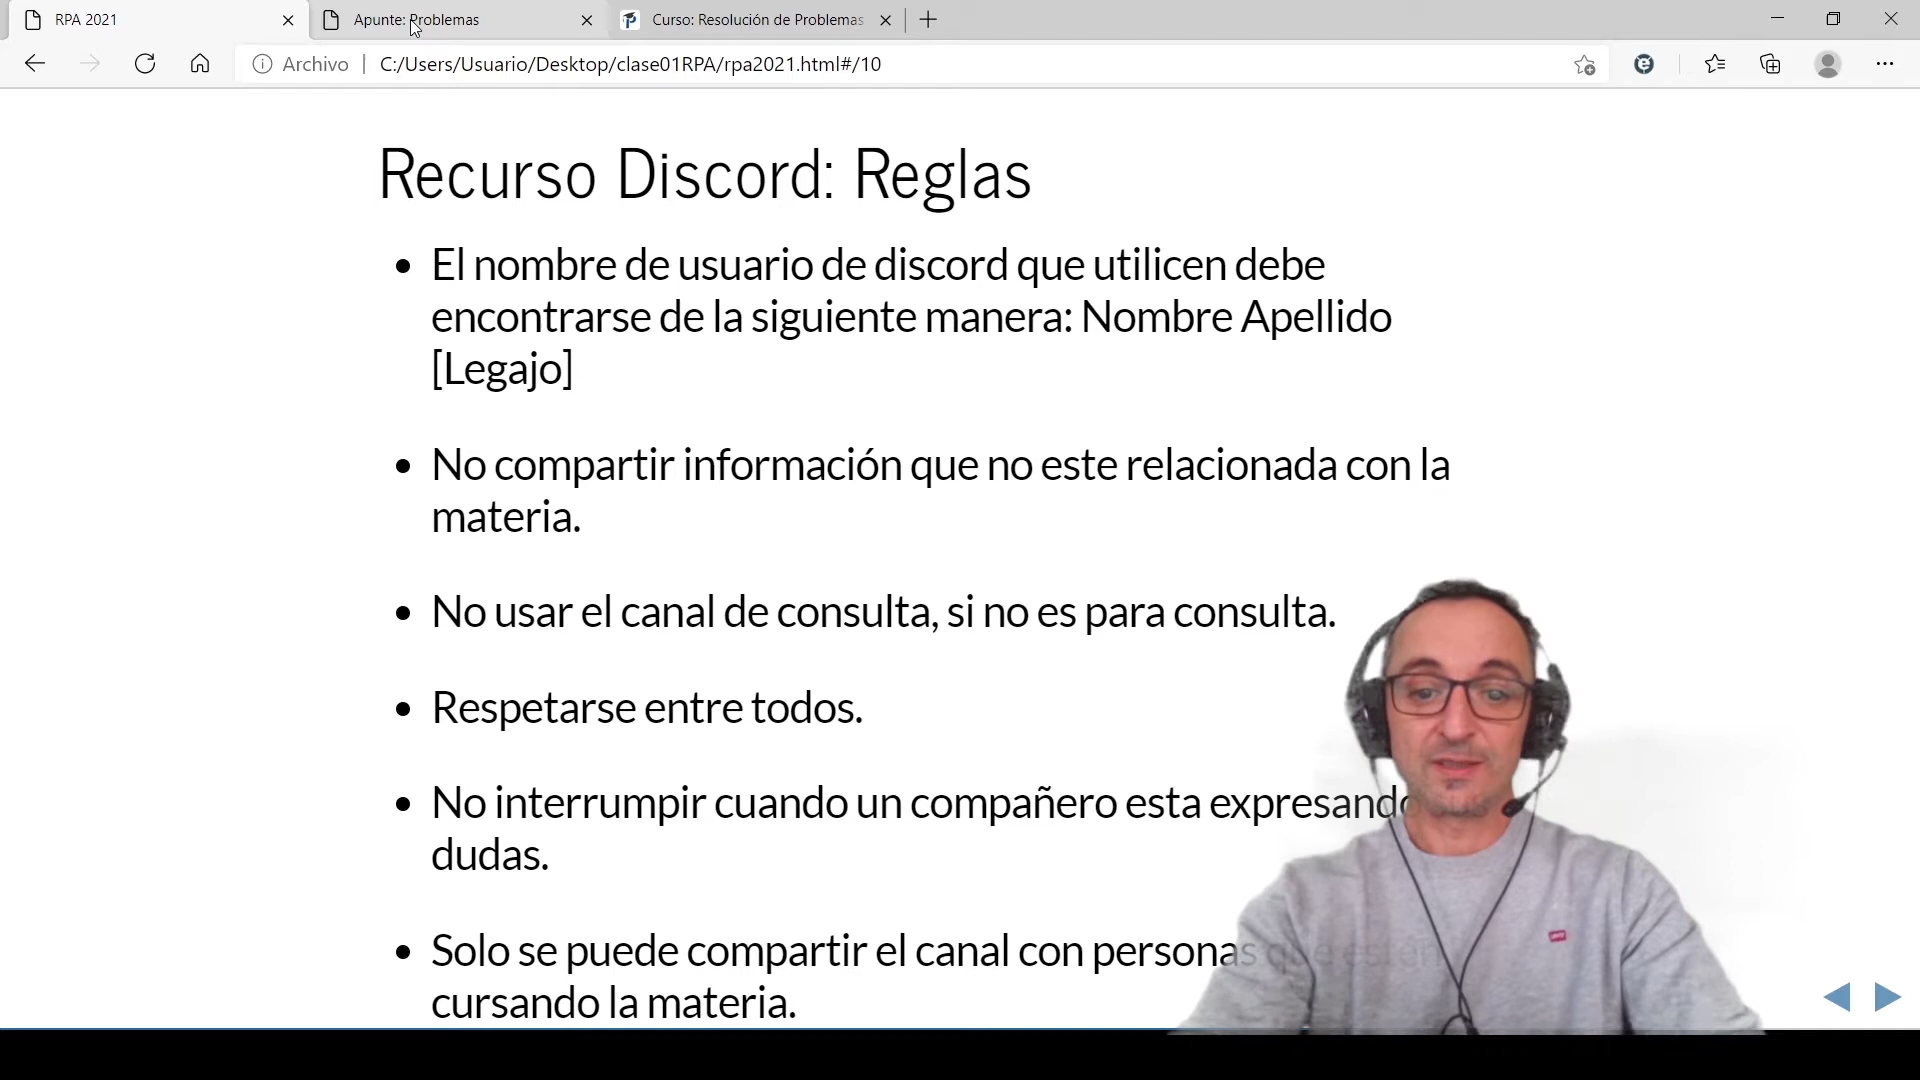 RPA 2021
Apunte: Problemas
Curso: Resolución de Problemas
Archivo
C:/Users/Usuario/Desktop/clase01RPA/rpa2021.html#/10
Recurso Discord: Reglas
El nombre de usuario de discord que utilicen debe
encontrarse de la siguiente manera: Nombre Apellido
[Legajo]
No compartir información que no este relacionada con la
materia.
No usar el canal de consulta, si no es para consulta.
Respetarse entre todos.
No interrumpir cuando un compañero esta expresando
dudas.
Solo se puede compartir el canal con personas que estén
cursando la materia.